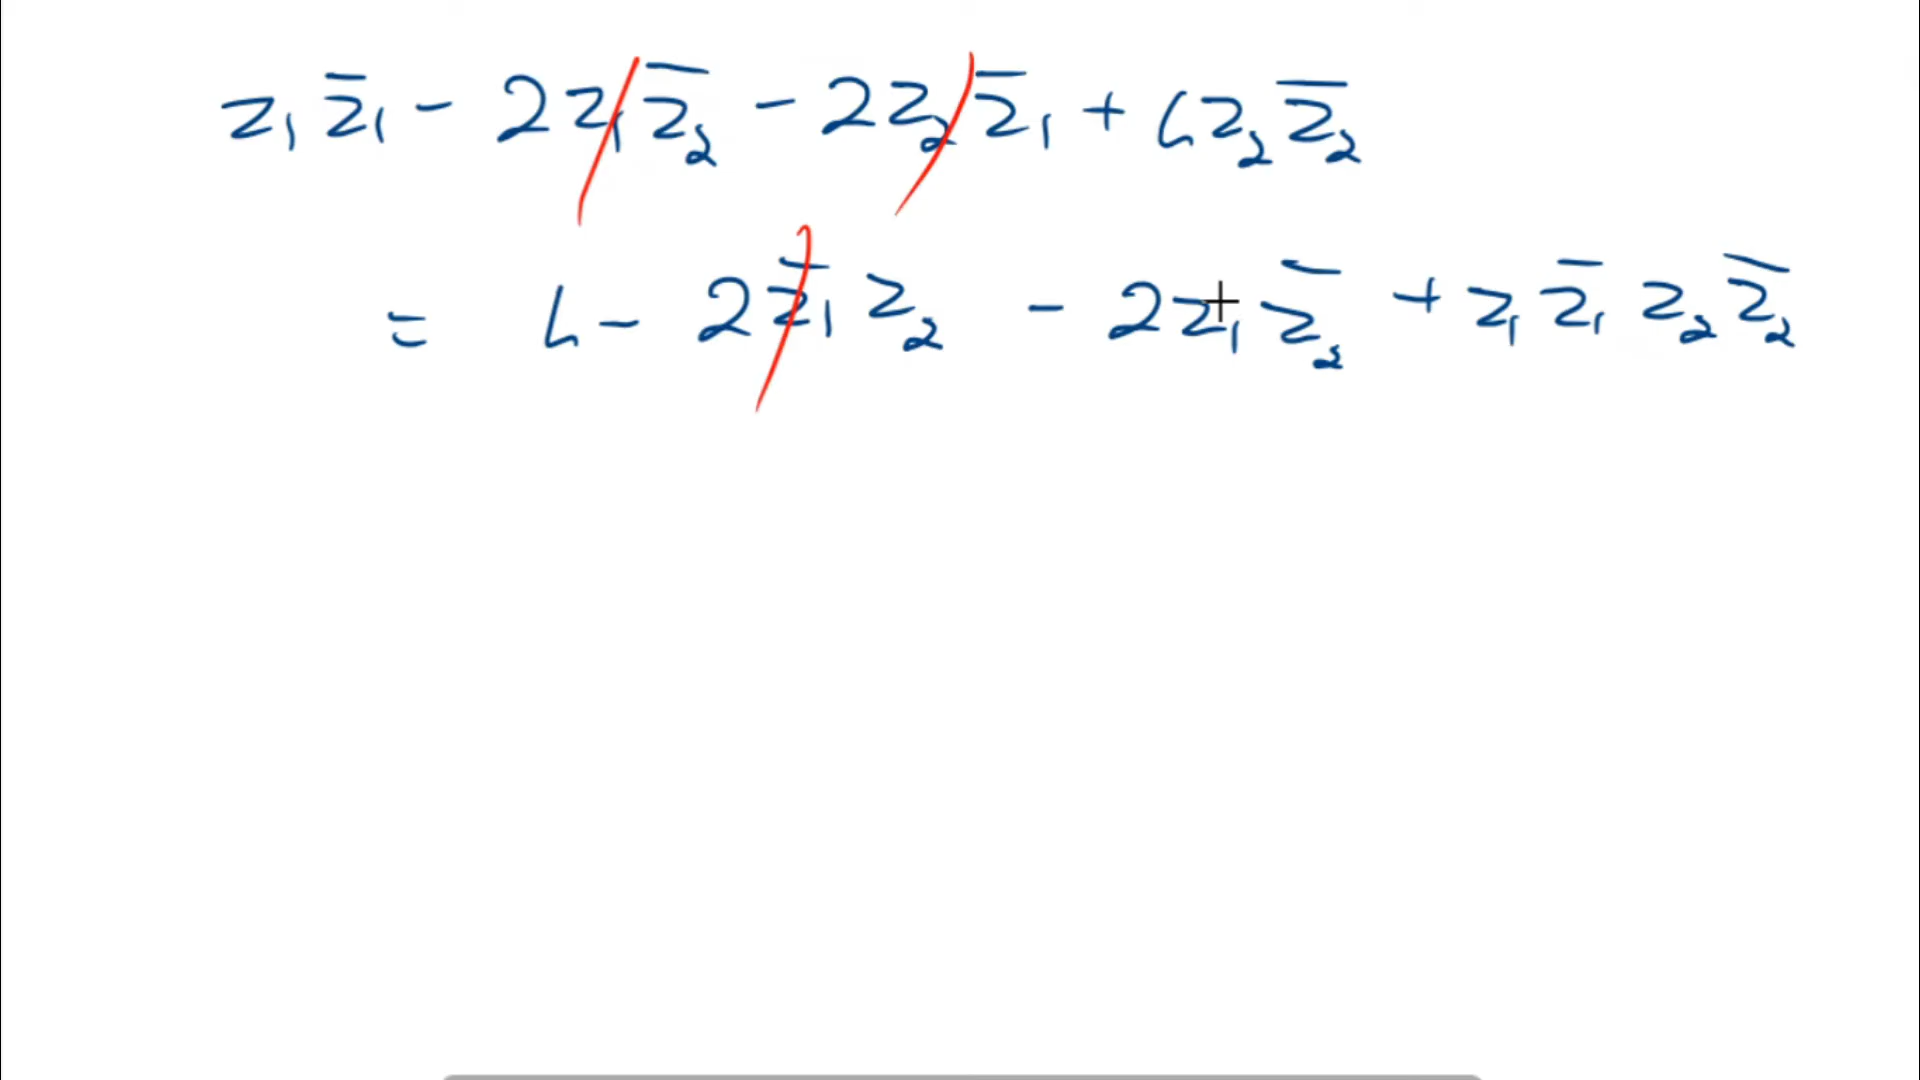 z₁z̄₁ - 2z₁z̄₂ - 2z₂z̄₁ + 4z₂z̄₂
= 4 - 2z̄₁z₂ - 2z₁z̄₂ + z₁z̄₁z₂z̄₂